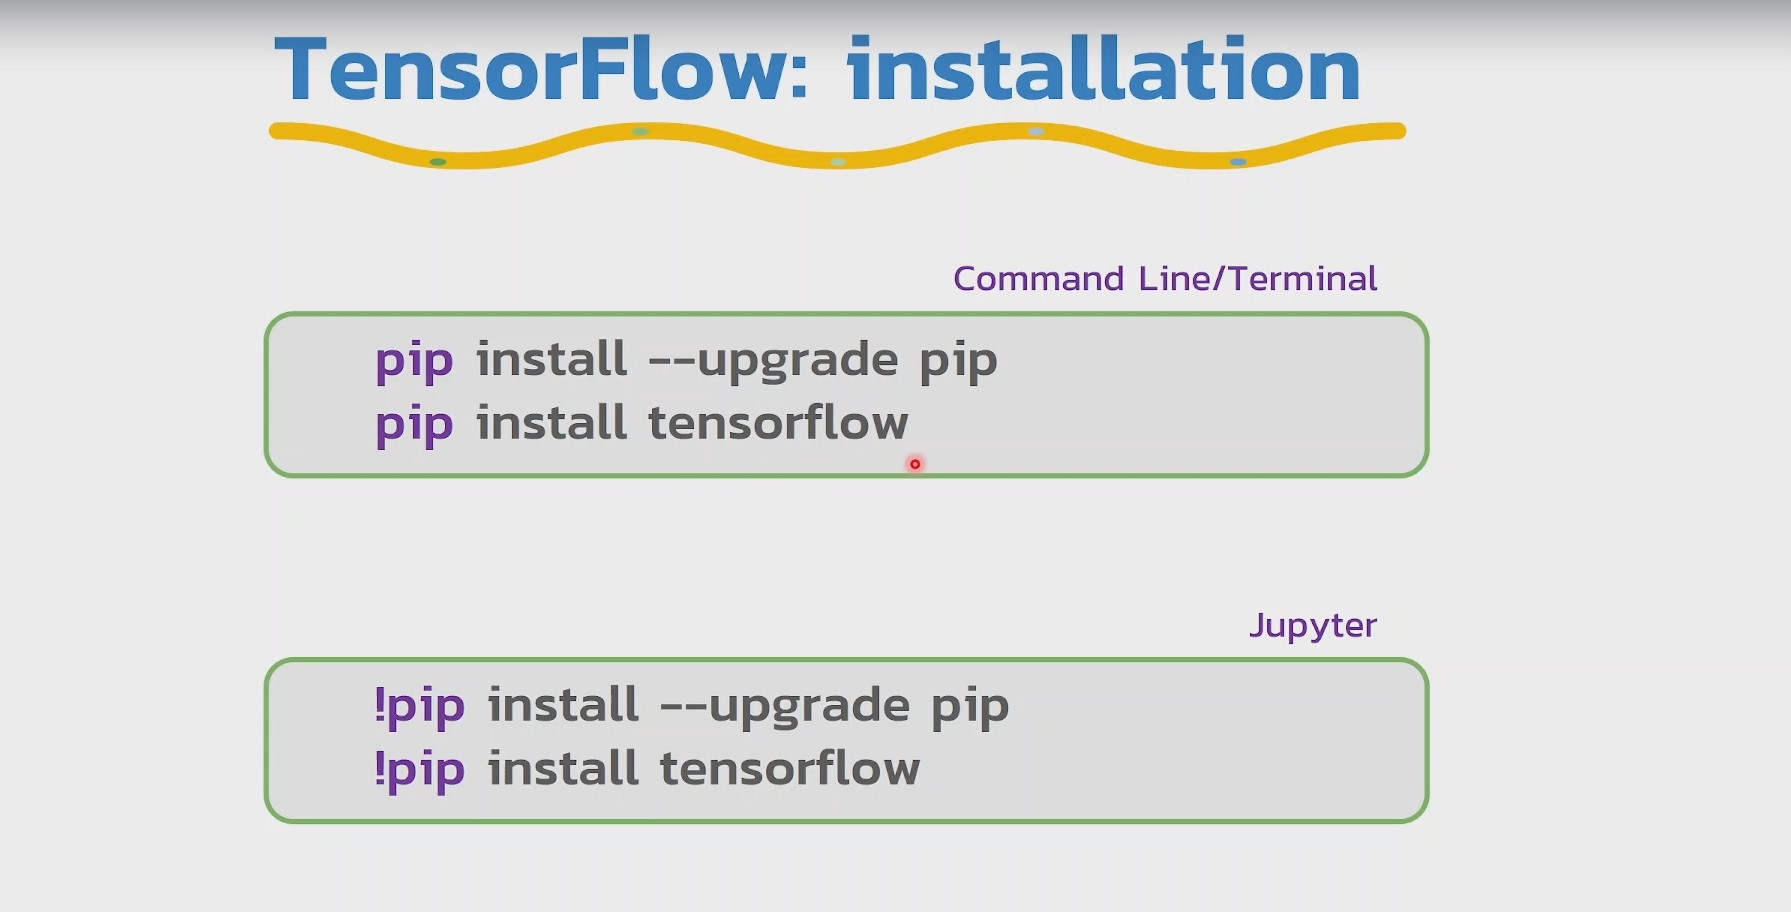 TensorFlow: installation
Command Line/Terminal
pip install --upgrade pip
pip install tensorflow
Jupyter
!pip install --upgrade pip
!pip install tensorflow